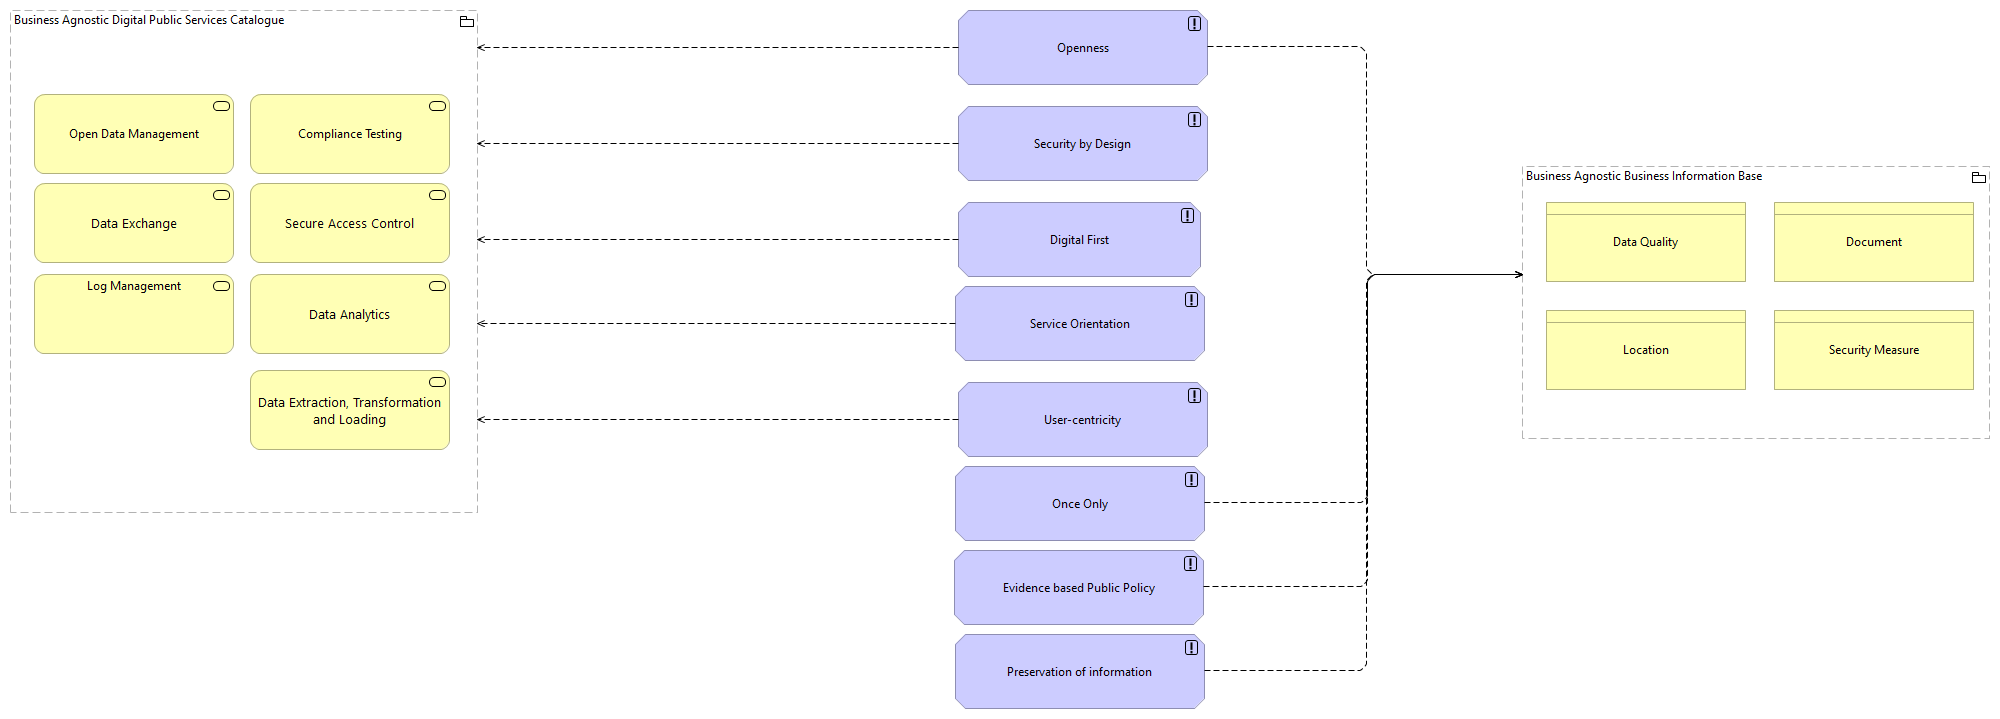 Business Agnostic Digital Public Services Catalogue
Open Data Management
Compliance Testing
Data Exchange
Secure Access Control
Log Management
Data Analytics
Data Extraction, Transformation
and Loading
Openness
Security by Design
Digital First
Service Orientation
User-centricity
Once Only
Evidence based Public Policy
Preservation of information
Business Agnostic Business Information Base
Data Quality
Document
Location
Security Measure